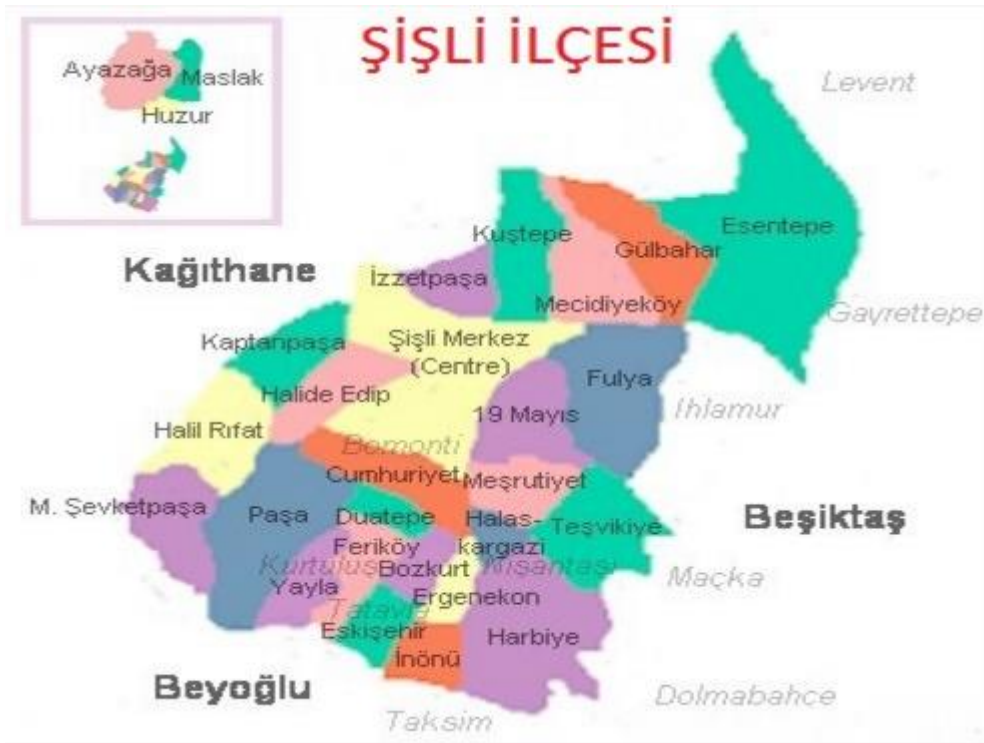 ŞİŞLİ İLÇESİ
Ayazağa
Maslak
Huzur
Levent
Kuştepe
Gülbahar
Esentepe
Kağıthane
İzzetpaşa
Mecidiyeköy
Gayrettepe
Kaptanpaşa
Şişli Merkez
(Centre)
Fulya
Halide Edip
19 Mayıs
Ihlamur
Halil Rıfat
Bomonti
Cumhuriyet
Meşrutiyet
M. Şevketpaşa
Paşa
Duatepe
Halas-
kargazi
Teşvikiye
Beşiktaş
Feriköy
Kurtuluş
Bozkurt
Nişantaşı
Maçka
Yayla
Ergenekon
Tatavla
Eskişehir
Harbiye
İnönü
Beyoğlu
Dolmabahce
Taksim